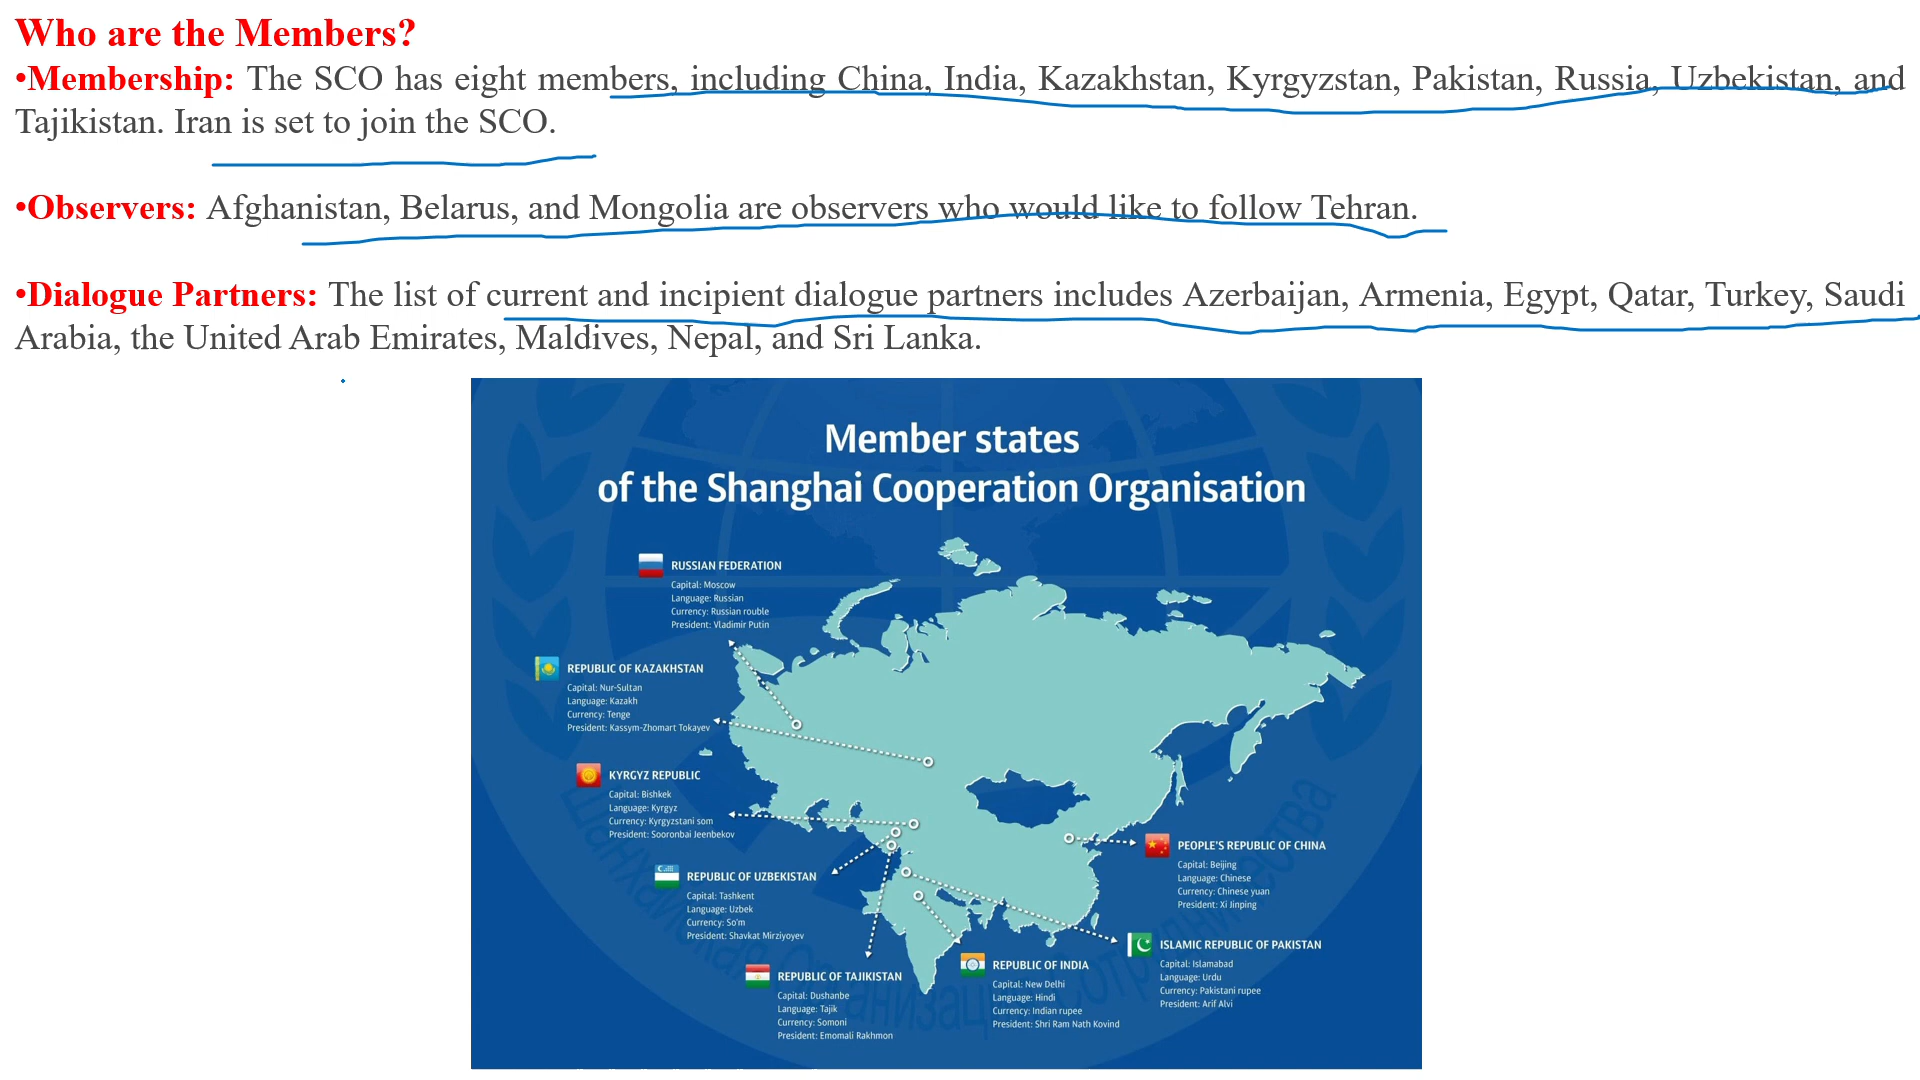 Who are the Members?
•Membership: The SCO has eight members, including China, India, Kazakhstan, Kyrgyzstan, Pakistan, Russia, Uzbekistan, and
Tajikistan. Iran is set to join the SCO.
•Observers: Afghanistan, Belarus, and Mongolia are observers who would like to follow Tehran.
•Dialogue Partners: The list of current and incipient dialogue partners includes Azerbaijan, Armenia, Egypt, Qatar, Turkey, Saudi
Arabia, the United Arab Emirates, Maldives, Nepal, and Sri Lanka.
Member states
of the Shanghai Cooperation Organisation
RUSSIAN FEDERATION
Capital: Moscow
Language: Russian
Currency: Russian rouble
President: Vladimir Putin
REPUBLIC OF KAZAKHSTAN
Capital: Nur-Sultan
Language: Kazakh
Currency: Tenge
President: Kassym-Zhomart Tokayev
KYRGYZ REPUBLIC
Capital: Bishkek
Language: Kyrgyz
Currency: Kyrgyzstani som
President: Sooronbai Jeenbekov
REPUBLIC OF UZBEKISTAN
Capital: Tashkent
Language: Uzbek
Currency: So'm
President: Shavkat Mirziyoyev
REPUBLIC OF TAJIKISTAN
Capital: Dushanbe
Language: Tajik
Currency: Somoni
President: Emomali Rakhmon
REPUBLIC OF INDIA
Capital: New Delhi
Language: Hindi
Currency: Indian rupee
President: Shri Ram Nath Kovind
PEOPLE'S REPUBLIC OF CHINA
Capital: Beijing
Language: Chinese
Currency: Chinese yuan
President: Xi Jinping
ISLAMIC REPUBLIC OF PAKISTAN
Capital: Islamabad
Language: Urdu
Currency: Pakistani rupee
President: Arif Alvi